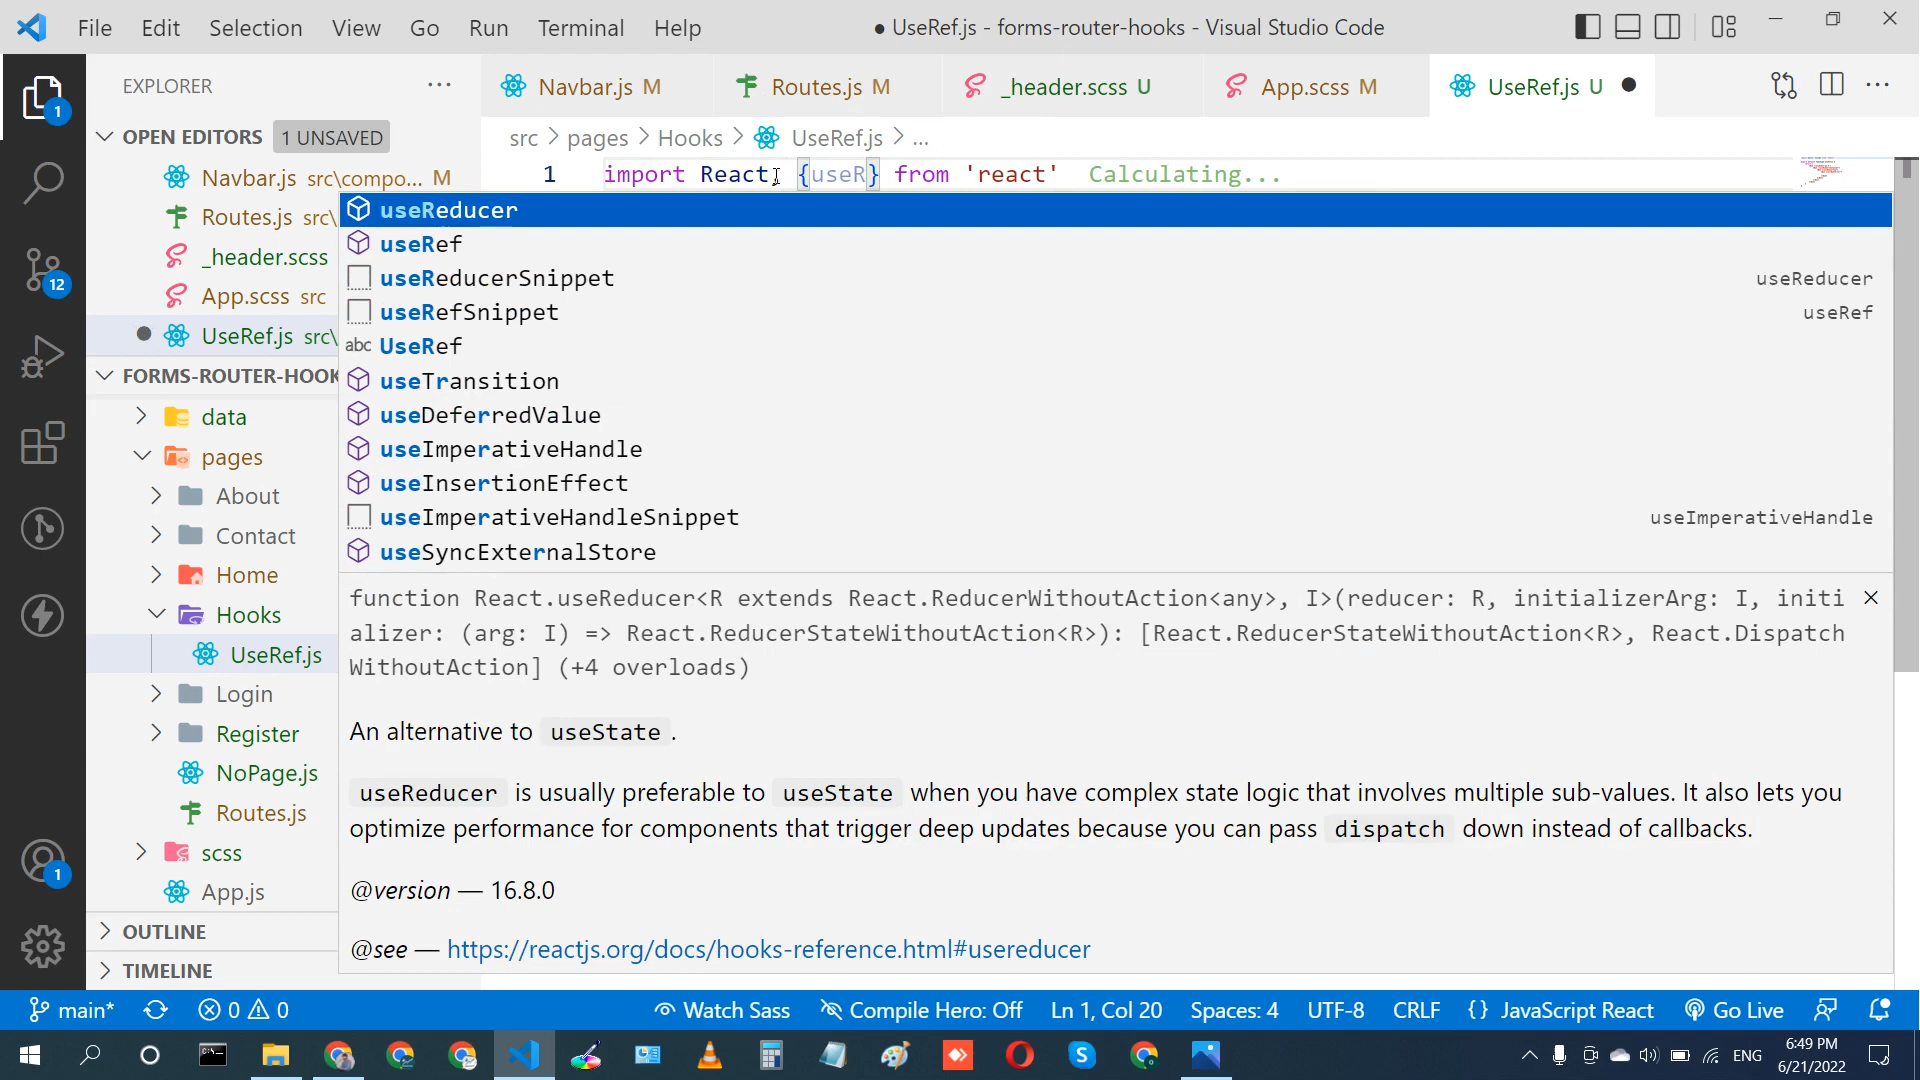 File Edit Selection View Go Run Terminal Help
● UseRef.js - forms-router-hooks - Visual Studio Code
EXPLORER
OPEN EDITORS 1 UNSAVED
Navbar.js src\compo... M
Routes.js src\
_header.scss
App.scss src
UseRef.js src\
FORMS-ROUTER-HOOK
data
pages
About
Contact
Home
Hooks
UseRef.js
Login
Register
NoPage.js
Routes.js
scss
App.js
OUTLINE
TIMELINE
1
12
1
Navbar.js M
Routes.js M
_header.scss U
App.scss M
UseRef.js U
src > pages > Hooks > UseRef.js > ...
1 import React, {useR} from 'react' Calculating...
useReducer
useRef
useReducerSnippet useReducer
useRefSnippet useRef
abc UseRef
useTransition
useDeferredValue
useImperativeHandle
useInsertionEffect
useImperativeHandleSnippet useImperativeHandle
useSyncExternalStore
function React.useReducer<R extends React.ReducerWithoutAction<any>, I>(reducer: R, initializerArg: I, initi
alizer: (arg: I) => React.ReducerStateWithoutAction<R>): [React.ReducerStateWithoutAction<R>, React.Dispatch
WithoutAction] (+4 overloads)
An alternative to useState .
useReducer is usually preferable to useState when you have complex state logic that involves multiple sub-values. It also lets you
optimize performance for components that trigger deep updates because you can pass dispatch down instead of callbacks.
@version — 16.8.0
@see — https://reactjs.org/docs/hooks-reference.html#usereducer
main* 0 0 Watch Sass Compile Hero: Off Ln 1, Col 20 Spaces: 4 UTF-8 CRLF {} JavaScript React Go Live
ENG
6:49 PM
6/21/2022